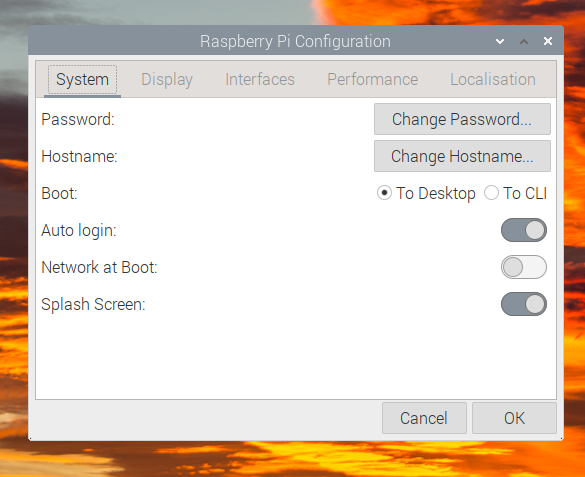 Raspberry Pi Configuration
System Display Interfaces Performance Localisation
Password: Change Password...
Hostname: Change Hostname...
Boot: To Desktop To CLI
Auto login:
Network at Boot:
Splash Screen:
Cancel OK